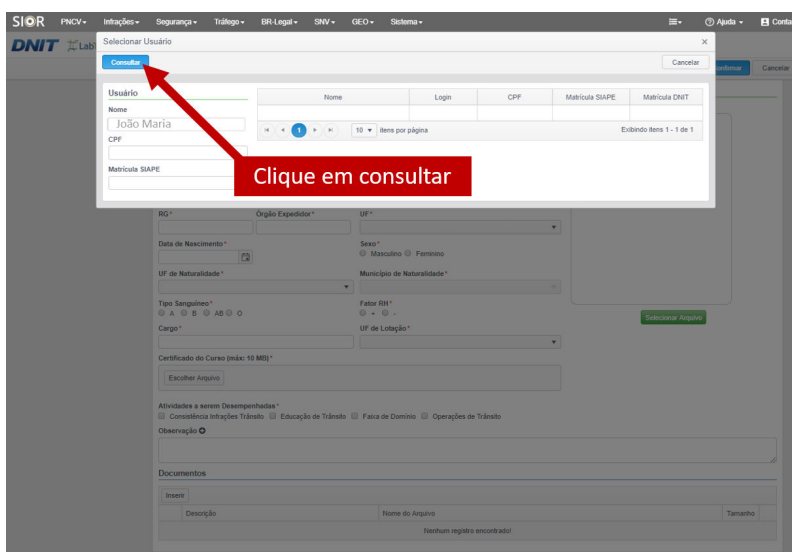 SIOR PNCV Infrações Segurança Tráfego BR-Legal SNV GEO Sistema Ajuda Conta
DNIT Lab
Selecionar Usuário ×
Consultar Cancelar
Confirmar Cancelar
Usuário
Nome Login CPF Matrícula SIAPE Matrícula DNIT
Nome
João Maria
1 10 itens por página Exibindo itens 1 - 1 de 1
CPF
Matrícula SIAPE
Clique em consultar
RG* Órgão Expedidor* UF*
Data de Nascimento* Sexo*
Masculino Feminino
UF de Naturalidade* Município de Naturalidade*
Tipo Sanguíneo* Fator RH*
A B AB O + -
Selecionar Arquivo
Cargo* UF de Lotação*
Certificado do Curso (máx: 10 MB)*
Escolher Arquivo
Atividades a serem Desempenhadas*
Consistência Infrações Trânsito Educação de Trânsito Faixa de Domínio Operações de Trânsito
Observação
Documentos
Inserir
Descrição Nome do Arquivo Tamanho
Nenhum registro encontrado!